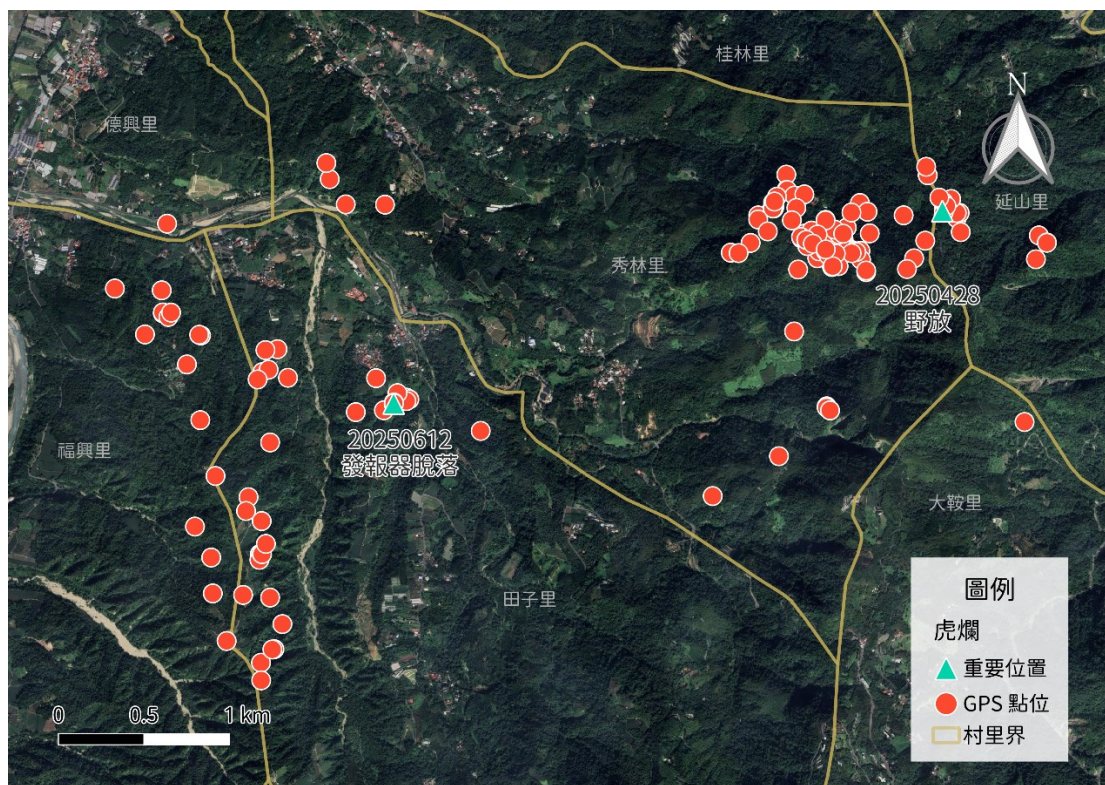 桂林里
N
德興里
延山里
秀林里
20250428
野放
20250612
發報器脫落
福興里
大鞍里
田子里
圖例
虎爛
重要位置
GPS 點位
村里界
0 0.5 1 km